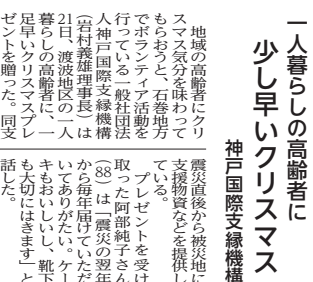 一人暮らしの高齢者に
少し早いクリスマス
神戸国際支縁機構
地域の高齢者にクリ
スマス気分を味わって
もらおうと、石巻地方
でボランティア活動を
行っている一般社団法
人神戸国際支縁機構
(岩村義雄理事長)は
21日、渡波地区の一人
暮らしの高齢者に、一
足早いクリスマスプレ
ゼントを贈った。同支
震災直後から被災地に
支援物資などを提供し
ている。
プレゼントを受け
取った阿部純子さん
(88)は「震災の翌年
から毎年届けていただ
いてありがたい。ケー
キもおいしいし、靴下
も大切にはきます」と
話した。